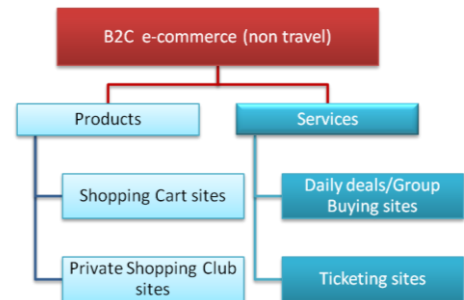 B2C e-commerce (non travel)
Products
Services
Shopping Cart sites
Daily deals/Group
Buying sites
Private Shopping Club
sites
Ticketing sites